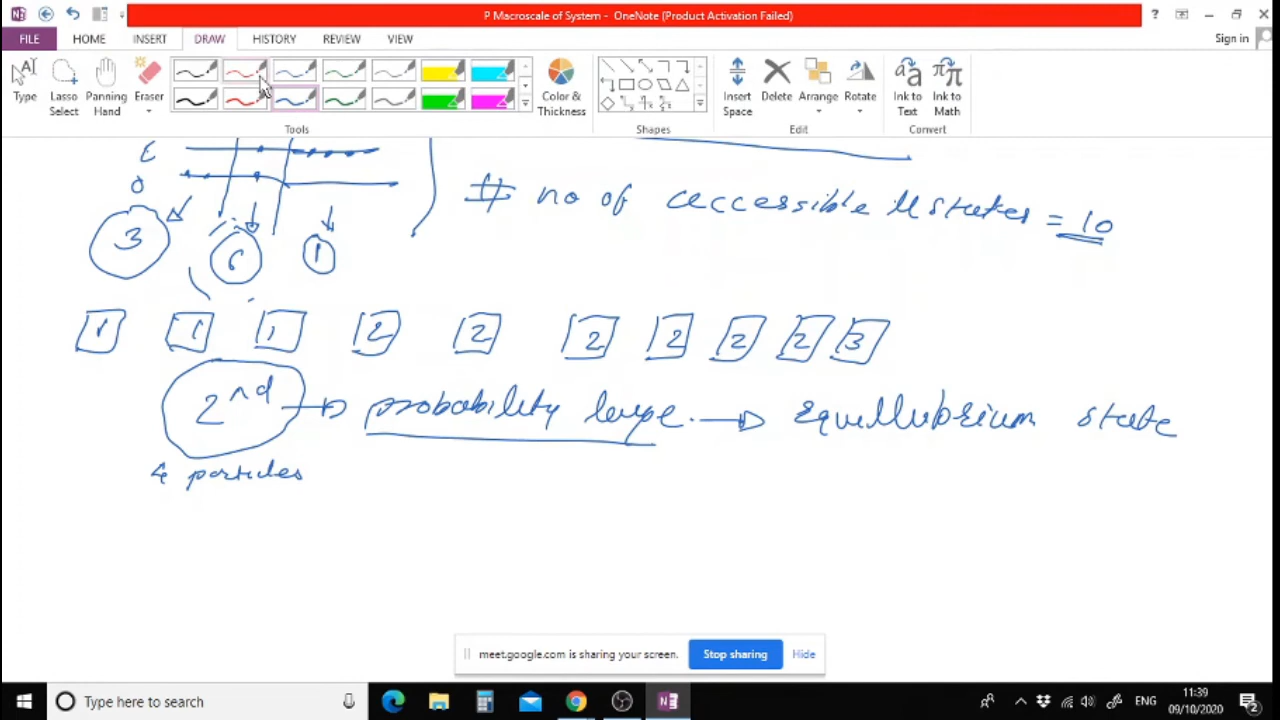 P Macroscale of System - OneNote (Product Activation Failed)
FILE HOME INSERT DRAW HISTORY REVIEW VIEW
Sign in
Type Lasso Select Panning Hand Eraser
Color & Thickness
Insert Space Delete Arrange Rotate
Ink to Text Ink to Math
Tools Shapes Edit Convert
ε
0
# no of accessible μstates = 10
3 6 1
1 1 1 2 2 2 2 2 2 3
2nd → probability large. → Equillubrium state
4 particles
meet.google.com is sharing your screen. Stop sharing Hide
Type here to search
ENG
11:39
09/10/2020
2